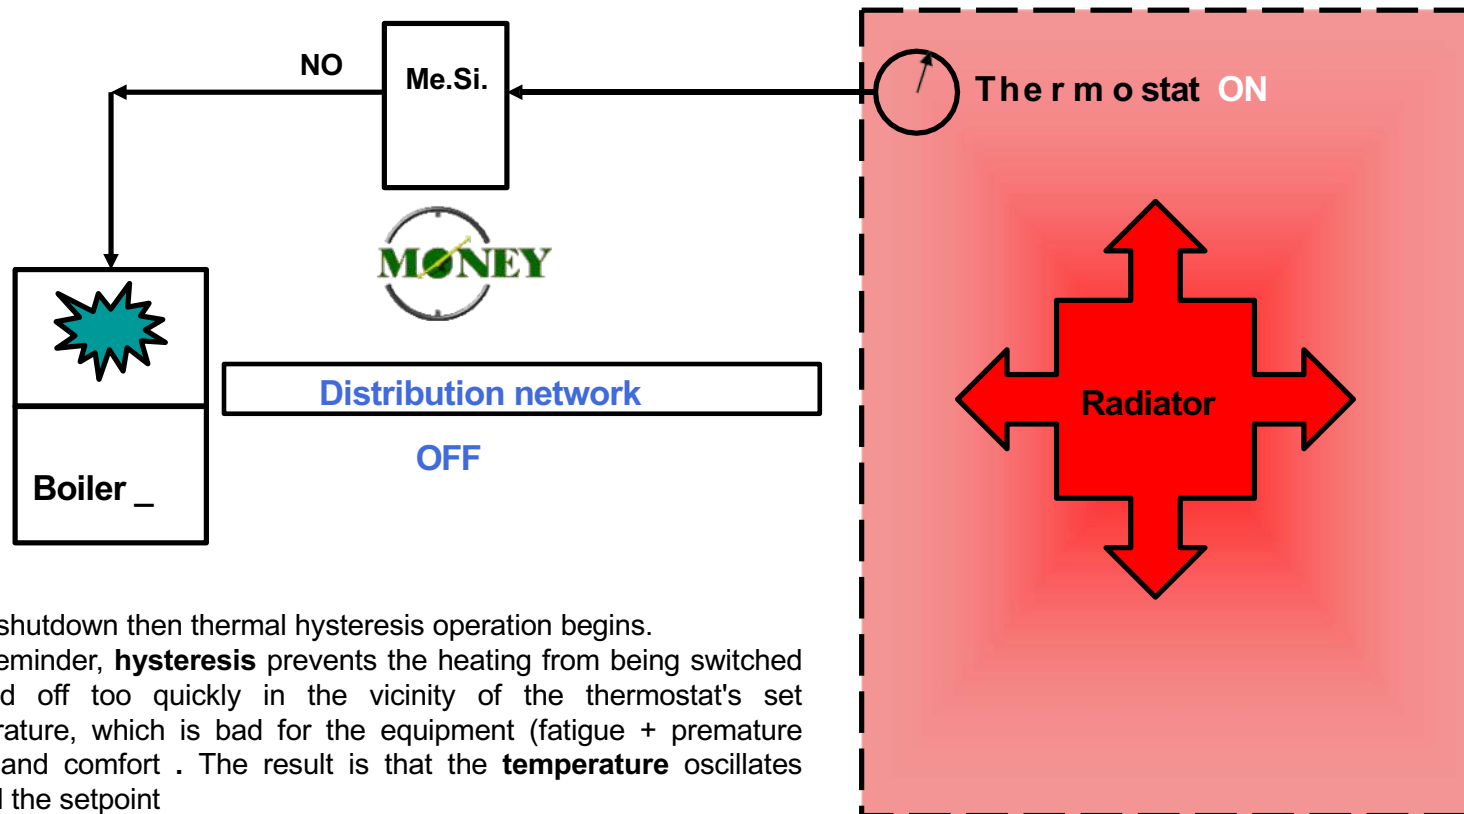 NO
Me.Si.
Thermostat ON
MONEY
Distribution network
OFF
Radiator
Boiler _
shutdown then thermal hysteresis operation begins.
eminder, hysteresis prevents the heating from being switched
d off too quickly in the vicinity of the thermostat's set
rature, which is bad for the equipment (fatigue + premature
and comfort . The result is that the temperature oscillates
the setpoint